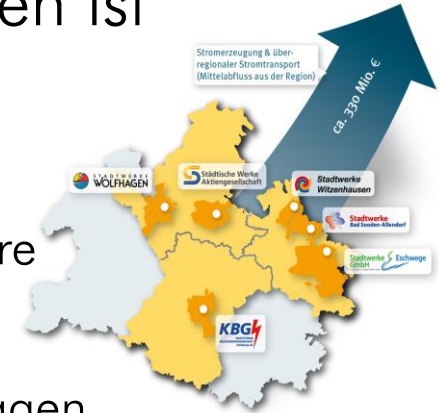 en ist
Stromerzeugung & über-
regionaler Stromtransport
(Mittelabfluss aus der Region)
ca. 330 Mio. €
STADTWERKE
WOLFHAGEN
Städtische Werke
Aktiengesellschaft
Stadtwerke
Witzenhausen
Stadtwerke
Bad Sooden-Allendorf
Stadtwerke Eschwege
GmbH
re
KBG
agen